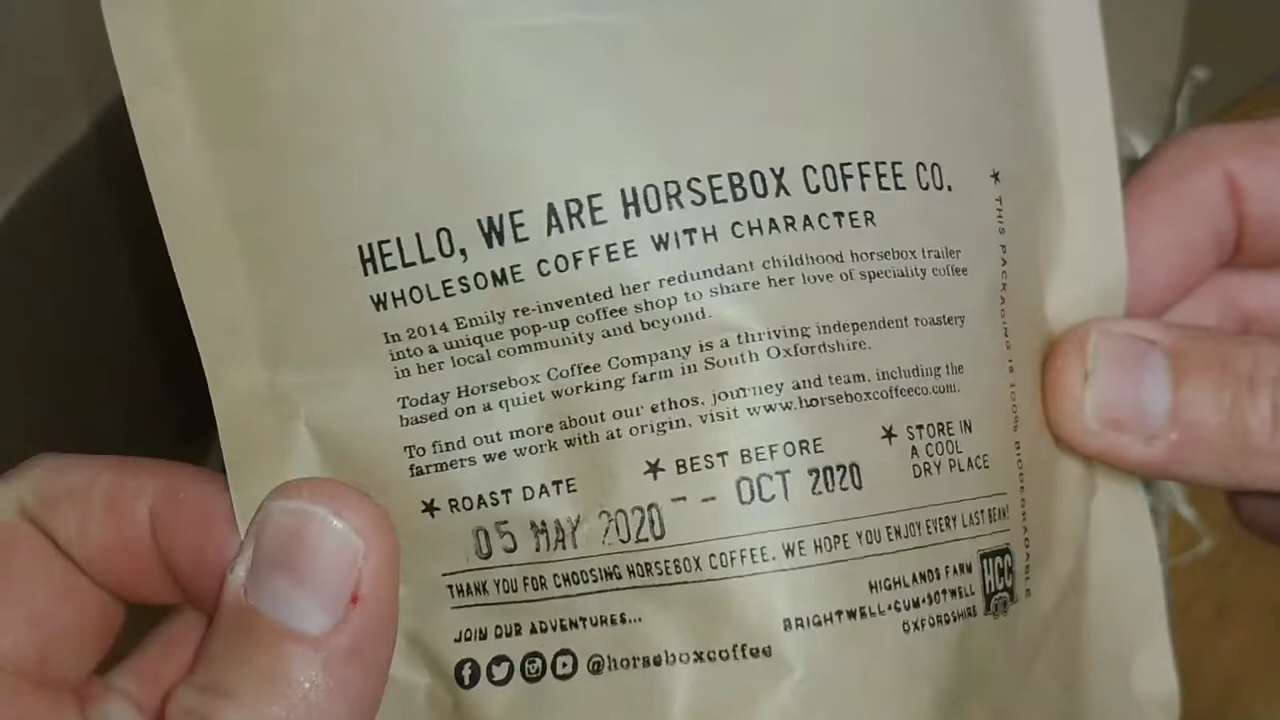 HELLO, WE ARE HORSEBOX COFFEE CO.
WHOLESOME COFFEE WITH CHARACTER
In 2014 Emily re-invented her redundant childhood horsebox trailer
into a unique pop-up coffee shop to share her love of speciality coffee
in her local community and beyond.
Today Horsebox Coffee Company is a thriving independent roastery
based on a quiet working farm in South Oxfordshire.
To find out more about our ethos, journey and team, including the
farmers we work with at origin, visit www.horseboxcoffeeco.com.
★ ROAST DATE
05 MAY 2020
★ BEST BEFORE
-- OCT 2020
★ STORE IN
A COOL
DRY PLACE
THANK YOU FOR CHOOSING HORSEBOX COFFEE. WE HOPE YOU ENJOY EVERY LAST BEAN!
JOIN OUR ADVENTURES...
@horseboxcoffee
HIGHLANDS FARM
BRIGHTWELL-CUM-SOTWELL
OXFORDSHIRE
HCC
★ THIS PACKAGING IS 100% BIODEGRADABLE